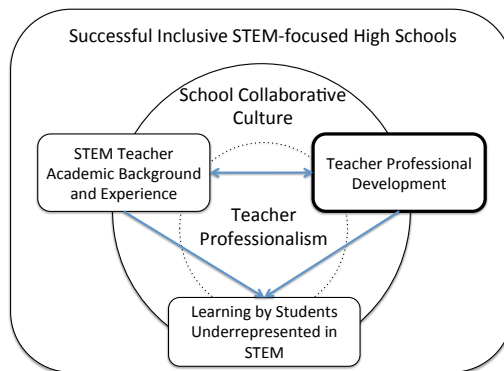 Successful Inclusive STEM-focused High Schools
School Collaborative
Culture
STEM Teacher
Academic Background
and Experience
Teacher Professional
Development
Teacher
Professionalism
Learning by Students
Underrepresented in
STEM